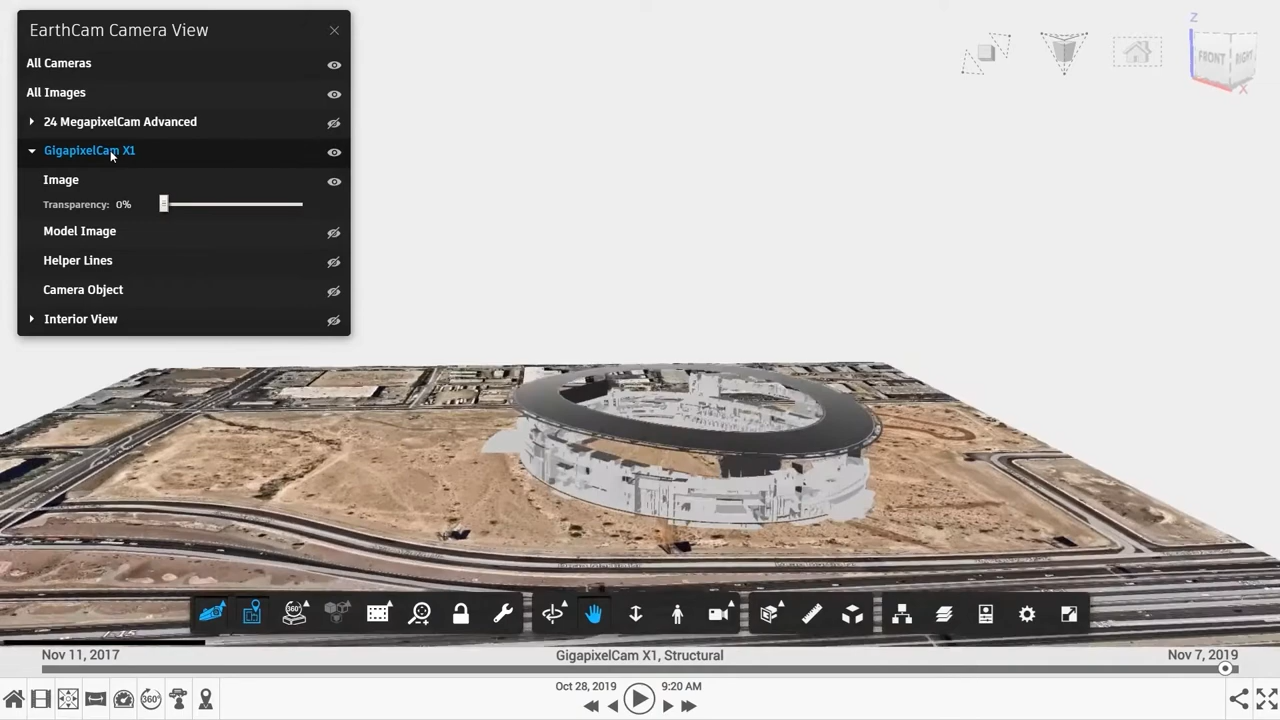 EarthCam Camera View
All Cameras
All Images
24 MegapixelCam Advanced
GigapixelCam X1
Image
Transparency: 0%
Model Image
Helper Lines
Camera Object
Interior View
Z
FRONT
RIGHT
X
360°
Nov 11, 2017
GigapixelCam X1, Structural
Nov 7, 2019
Oct 28, 2019
9:20 AM
360°